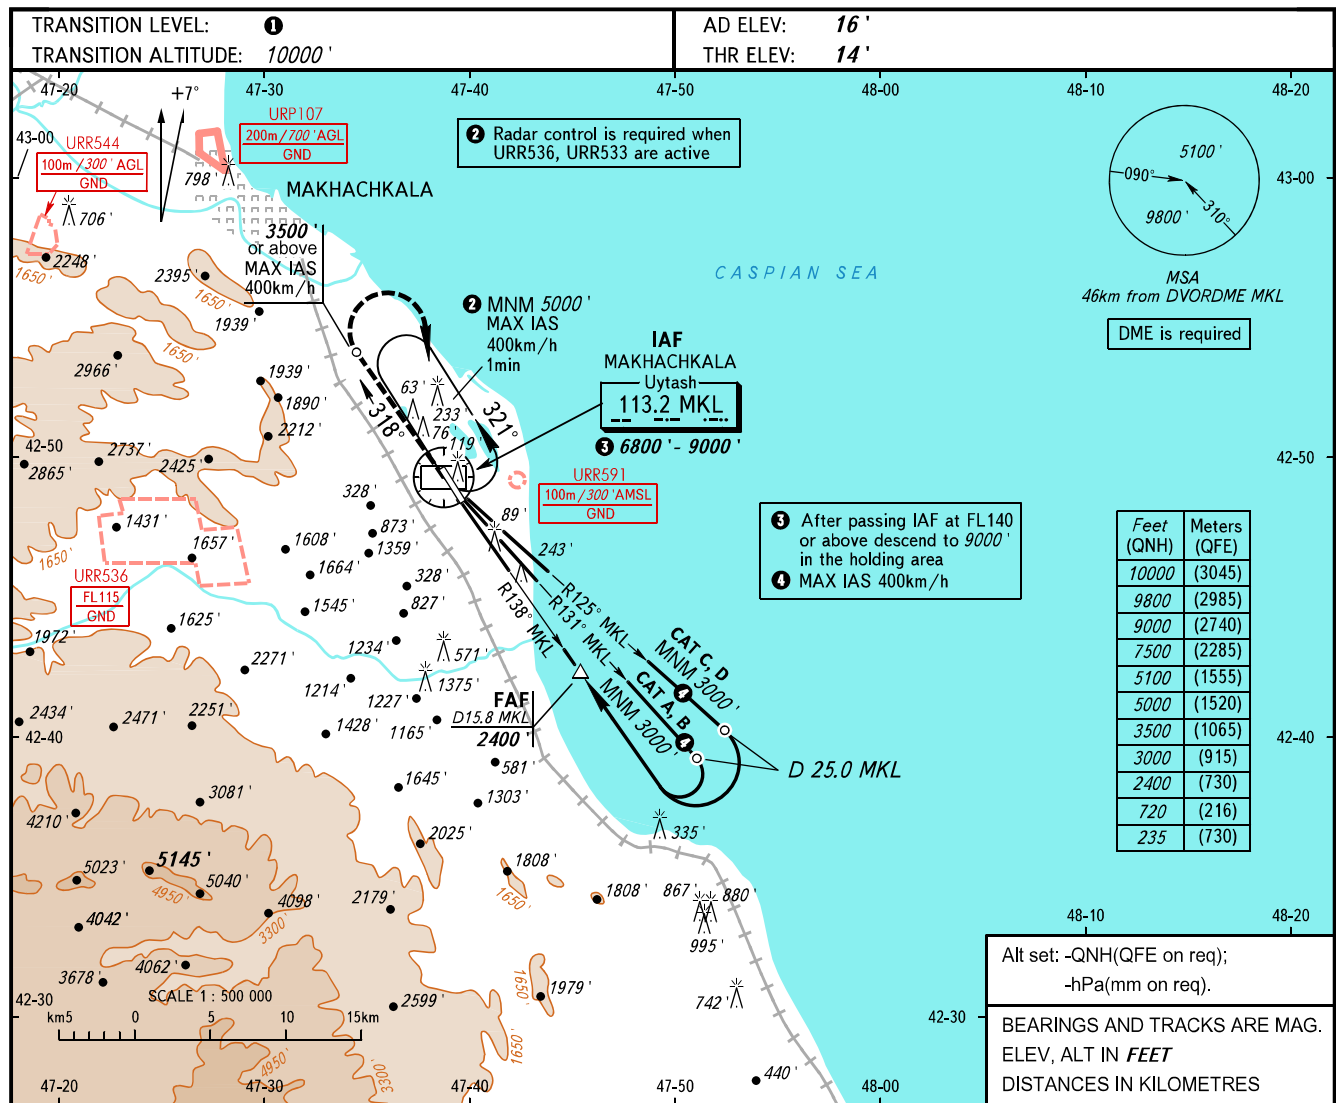 TRANSITION LEVEL: ❶
TRANSITION ALTITUDE: 10000 '
AD ELEV: 16 '
THR ELEV: 14 '
47-20
47-30
47-40
47-50
48-00
48-10
48-20
+7°
43-00
URR544
100m/300' AGL
GND
706 '
URP107
200m/700 'AGL
GND
798 '
MAKHACHKALA
❷ Radar control is required when
URR536, URR533 are active
5100 '
090°
9800 '
310°
MSA
46km from DVORDME MKL
DME is required
43-00
3500 '
or above
MAX IAS
400km/h
CASPIAN SEA
2248 '
1650 '
2395 '
1650 '
1939 '
1650 '
2966 '
❷ MNM 5000 '
MAX IAS
400km/h
1min
IAF
MAKHACHKALA
Uytash
113.2 MKL
❸ 6800 ' - 9000 '
1939 '
1890 '
2212 '
318°
321°
63 '
233 '
76 '
119 '
42-50
2865 '
2737 '
2425 '
42-50
URR591
100m/300 'AMSL
GND
1431 '
1657 '
1650 '
328 '
873 '
1359 '
1608 '
1664 '
89 '
243 '
❸ After passing IAF at FL140
or above descend to 9000 '
in the holding area
❹ MAX IAS 400km/h
URR536
FL115
GND
328 '
827 '
1545 '
1625 '
1234 '
1972 '
2271 '
571 '
1214 '
1375 '
1227 '
R125° MKL
R131° MKL
R138° MKL
CAT C, D
MNM 3000 '
❹
CAT A, B
MNM 3000 '
❹
FAF
D15.8 MKL
2400 '
2434 '
2471 '
2251 '
1428 '
1165 '
42-40
581 '
D 25.0 MKL
42-40
Feet Meters
(QNH) (QFE)
10000 (3045)
9800 (2985)
9000 (2740)
7500 (2285)
5100 (1555)
5000 (1520)
3500 (1065)
3000 (915)
2400 (730)
720 (216)
235 (730)
1645 '
1303 '
3081 '
4210 '
2025 '
335 '
5145 '
5023 '
5040 '
4950 '
1808 '
1650 '
1808 '
867 '
880 '
995 '
4042 '
4098 '
3300 '
2179 '
4062 '
3678 '
1650 '
1979 '
742 '
2599 '
1650 '
4950 '
3300 '
440 '
48-10
48-20
42-30
SCALE 1 : 500 000
km5 0 5 10 15km
42-30
47-20
47-30
47-40
47-50
48-00
Alt set: -QNH(QFE on req);
-hPa(mm on req).
BEARINGS AND TRACKS ARE MAG.
ELEV, ALT IN FEET
DISTANCES IN KILOMETRES